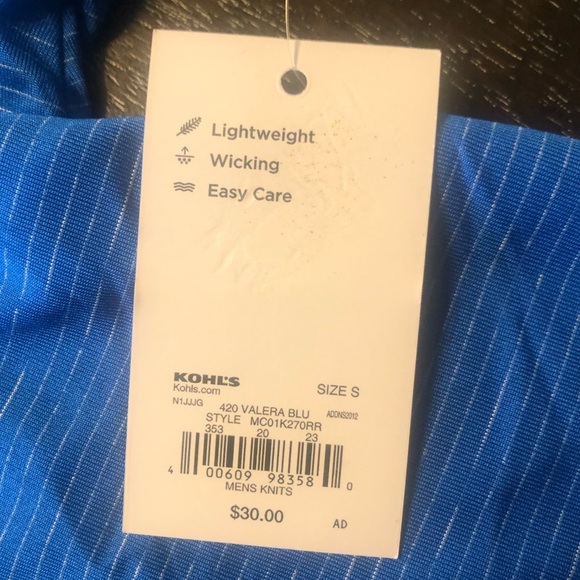 Lightweight
Wicking
Easy Care
KOHL'S
Kohls.com
SIZE S
N1JJJG 420 VALERA BLU ADDNS2012
STYLE MC01K270RR
353 20 23
4 00609 98358 0
MENS KNITS
$30.00 AD